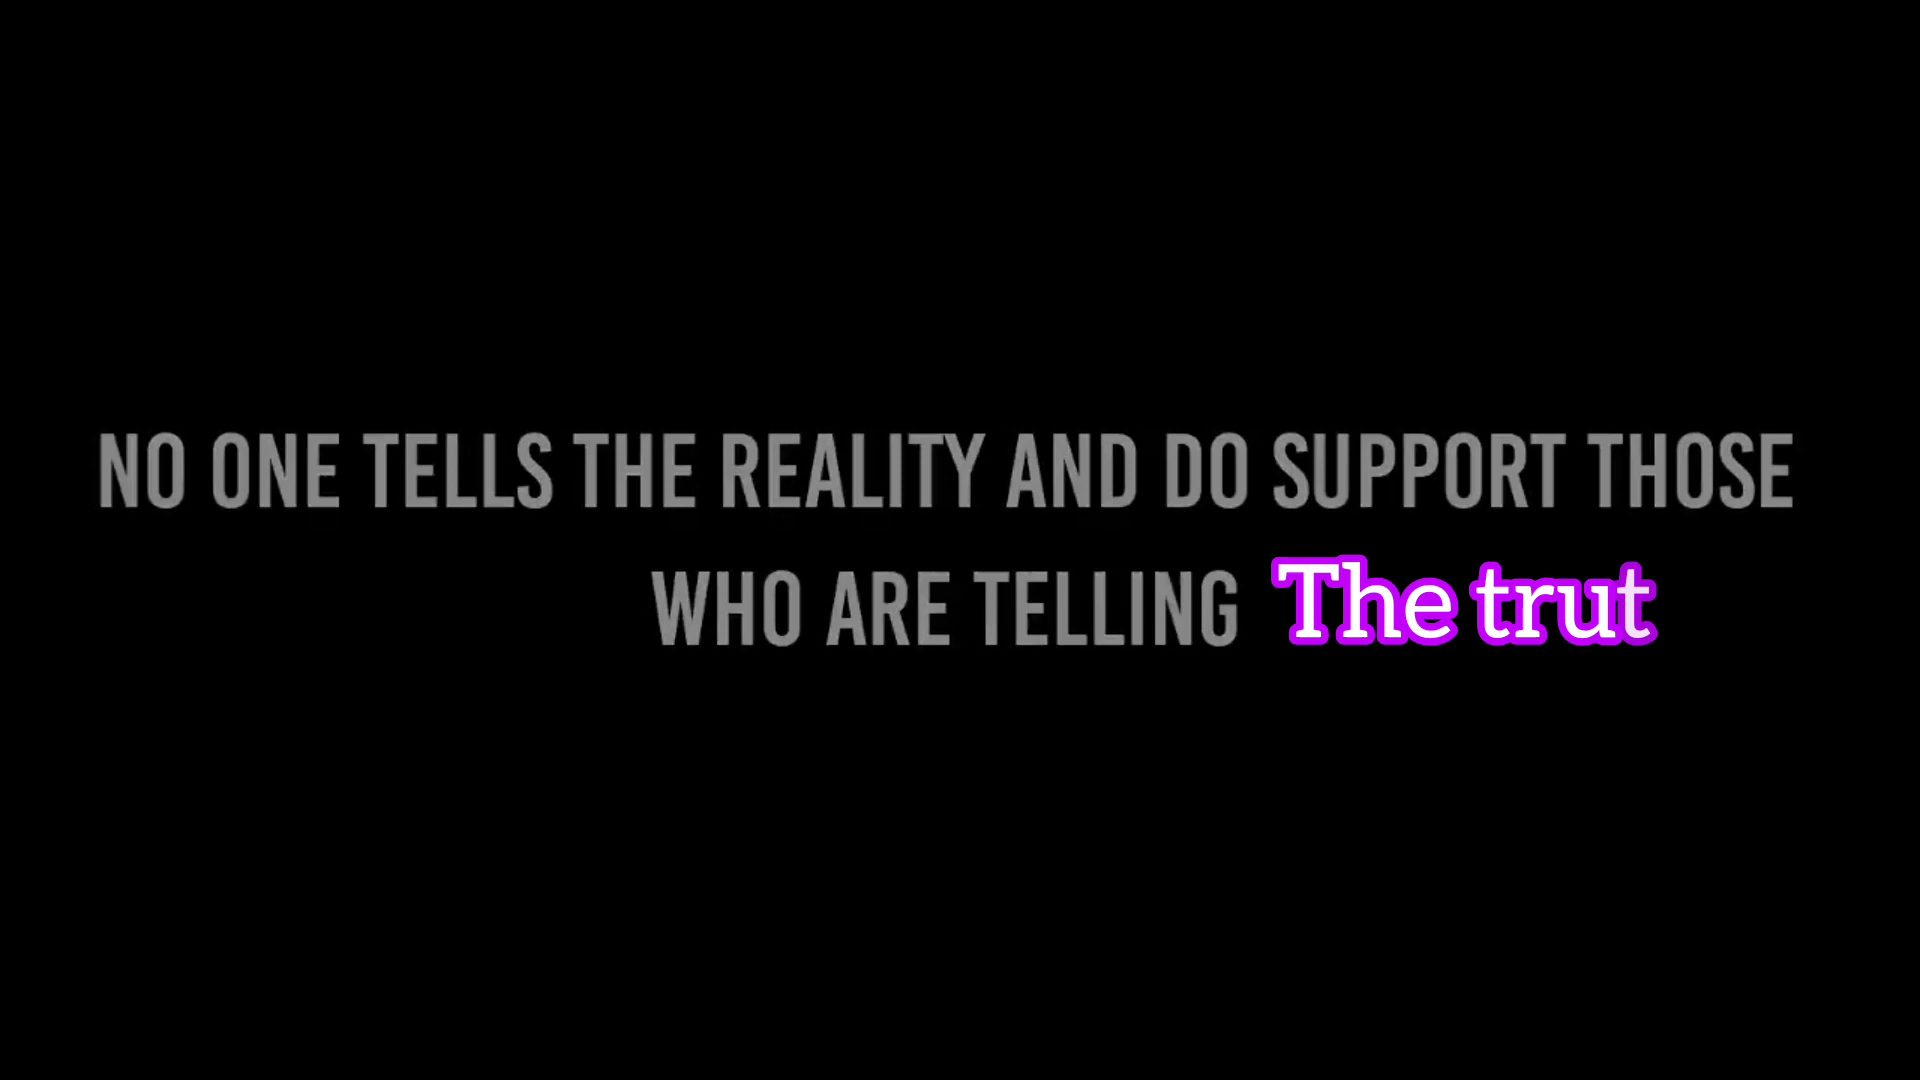 NO ONE TELLS THE REALITY AND DO SUPPORT THOSE
WHO ARE TELLING The trut